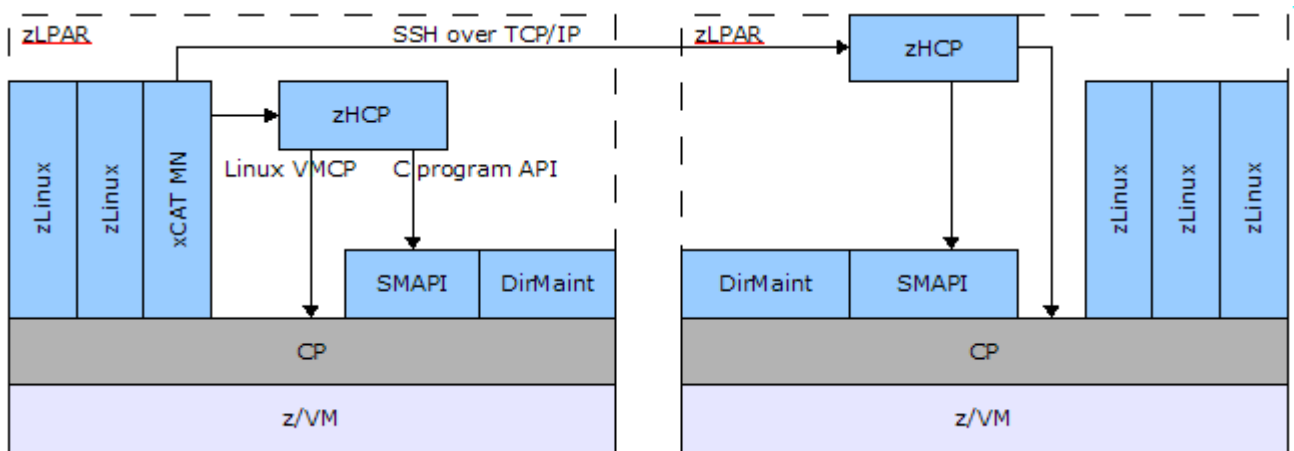 zLPAR
SSH over TCP/IP
zLPAR
zHCP
zHCP
Linux VMCP
C program API
zLinux
zLinux
xCAT MN
zLinux
zLinux
zLinux
SMAPI
DirMaint
DirMaint
SMAPI
CP
CP
z/VM
z/VM